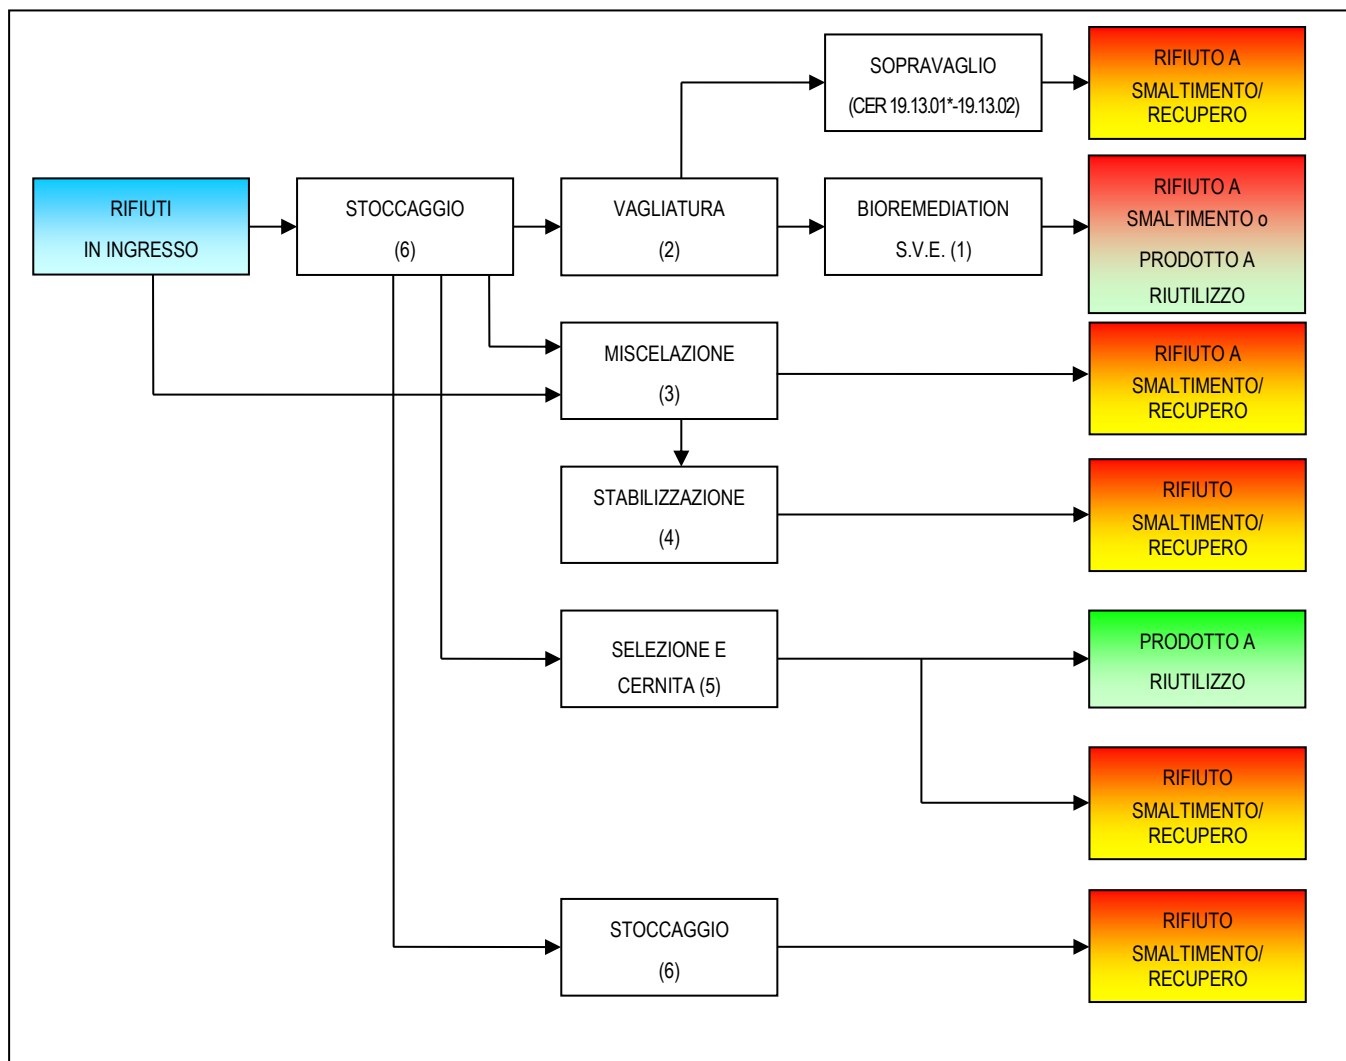 SOPRAVAGLIO
(CER 19.13.01*-19.13.02)
RIFIUTO A
SMALTIMENTO/
RECUPERO
RIFIUTI
IN INGRESSO
STOCCAGGIO
(6)
VAGLIATURA
(2)
BIOREMEDIATION
S.V.E. (1)
RIFIUTO A
SMALTIMENTO o
PRODOTTO A
RIUTILIZZO
MISCELAZIONE
(3)
RIFIUTO A
SMALTIMENTO/
RECUPERO
STABILIZZAZIONE
(4)
RIFIUTO
SMALTIMENTO/
RECUPERO
SELEZIONE E
CERNITA (5)
PRODOTTO A
RIUTILIZZO
RIFIUTO
SMALTIMENTO/
RECUPERO
STOCCAGGIO
(6)
RIFIUTO
SMALTIMENTO/
RECUPERO